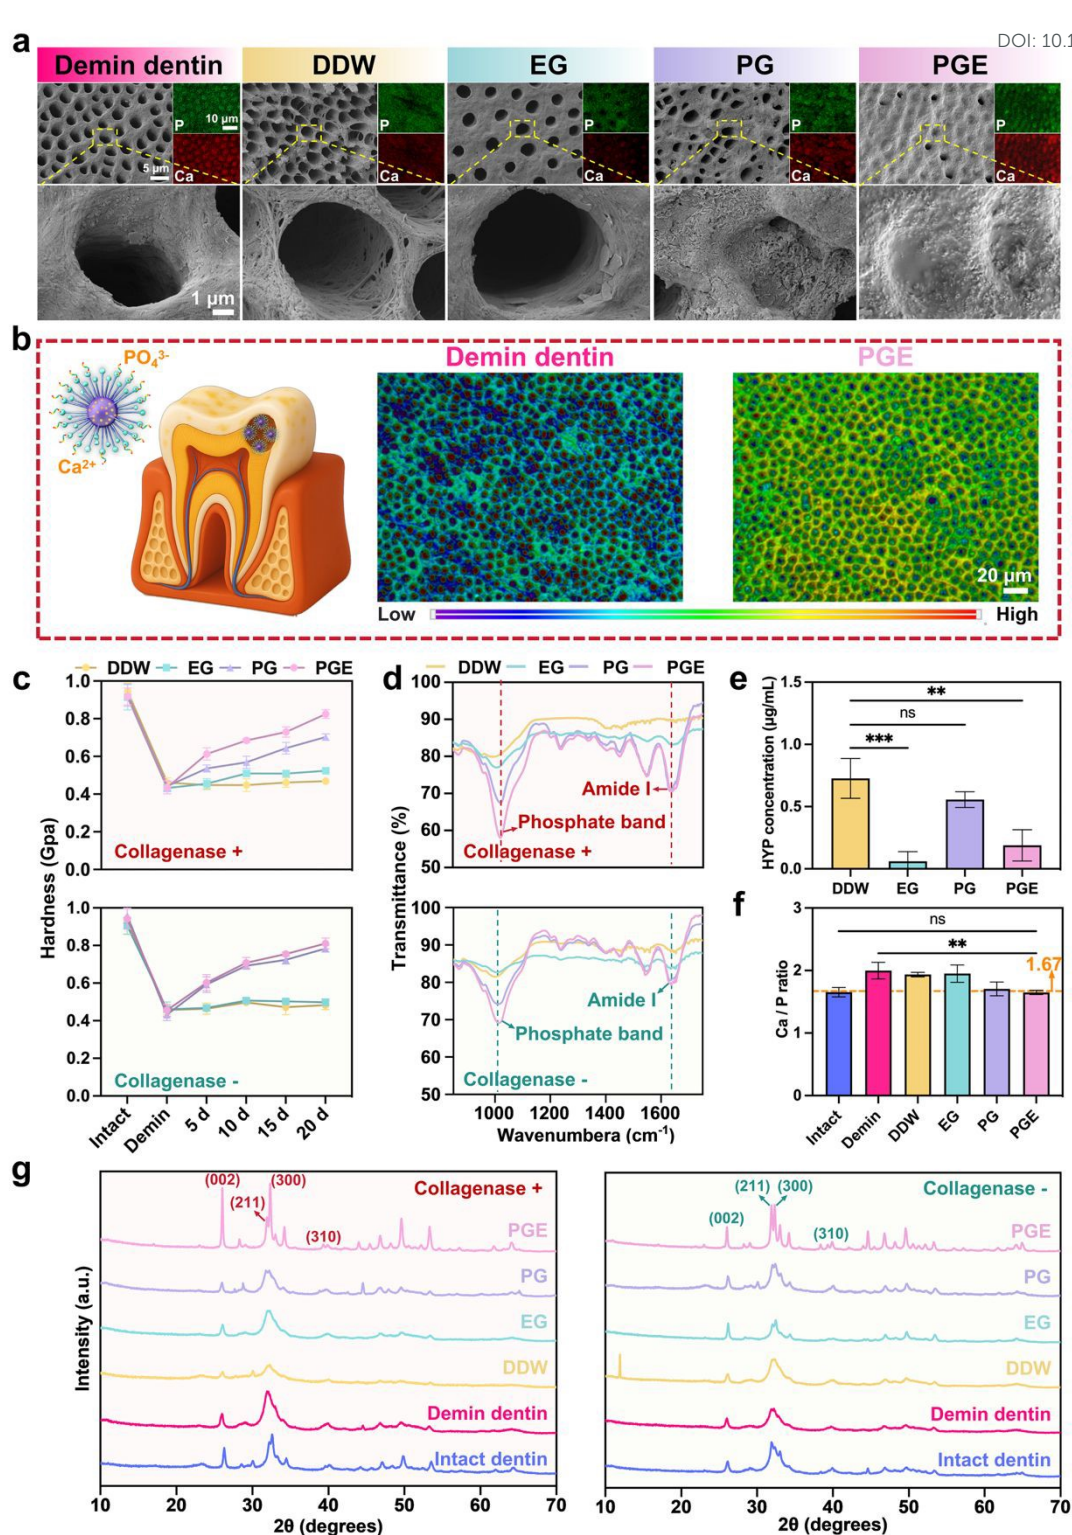 DOI: 10.1
a
Demin dentin DDW EG PG PGE
P 10 µm P P P P
5 µm Ca Ca Ca Ca Ca
1 µm
b
PO₄³⁻
Ca²⁺
Demin dentin PGE
20 µm
Low High
c
DDW EG PG PGE
Hardness (Gpa)
1.0
0.8
0.6
0.4
0.2
0.0
Collagenase +
1.0
0.8
0.6
0.4
0.2
0.0
Collagenase -
Intact Demin 5 d 10 d 15 d 20 d
d
DDW EG PG PGE
Transmittance (%)
100
90
80
70
60
50
Amide I
Phosphate band
Collagenase +
100
90
80
70
60
50
Amide I
Phosphate band
Collagenase -
1000 1200 1400 1600
Wavenumbera (cm⁻¹)
e
HYP concentration (µg/mL)
1.5
1.0
0.5
0.0
**
ns
***
DDW EG PG PGE
f
Ca / P ratio
3
2
1
0
ns
**
1.67
Intact Demin DDW EG PG PGE
g
Intensity (a.u.)
(002) (300)
(211)
(310)
Collagenase +
PGE
PG
EG
DDW
Demin dentin
Intact dentin
10 20 30 40 50 60 70
2θ (degrees)
(211) (300)
(002)
(310)
Collagenase -
PGE
PG
EG
DDW
Demin dentin
Intact dentin
10 20 30 40 50 60 70
2θ (degrees)